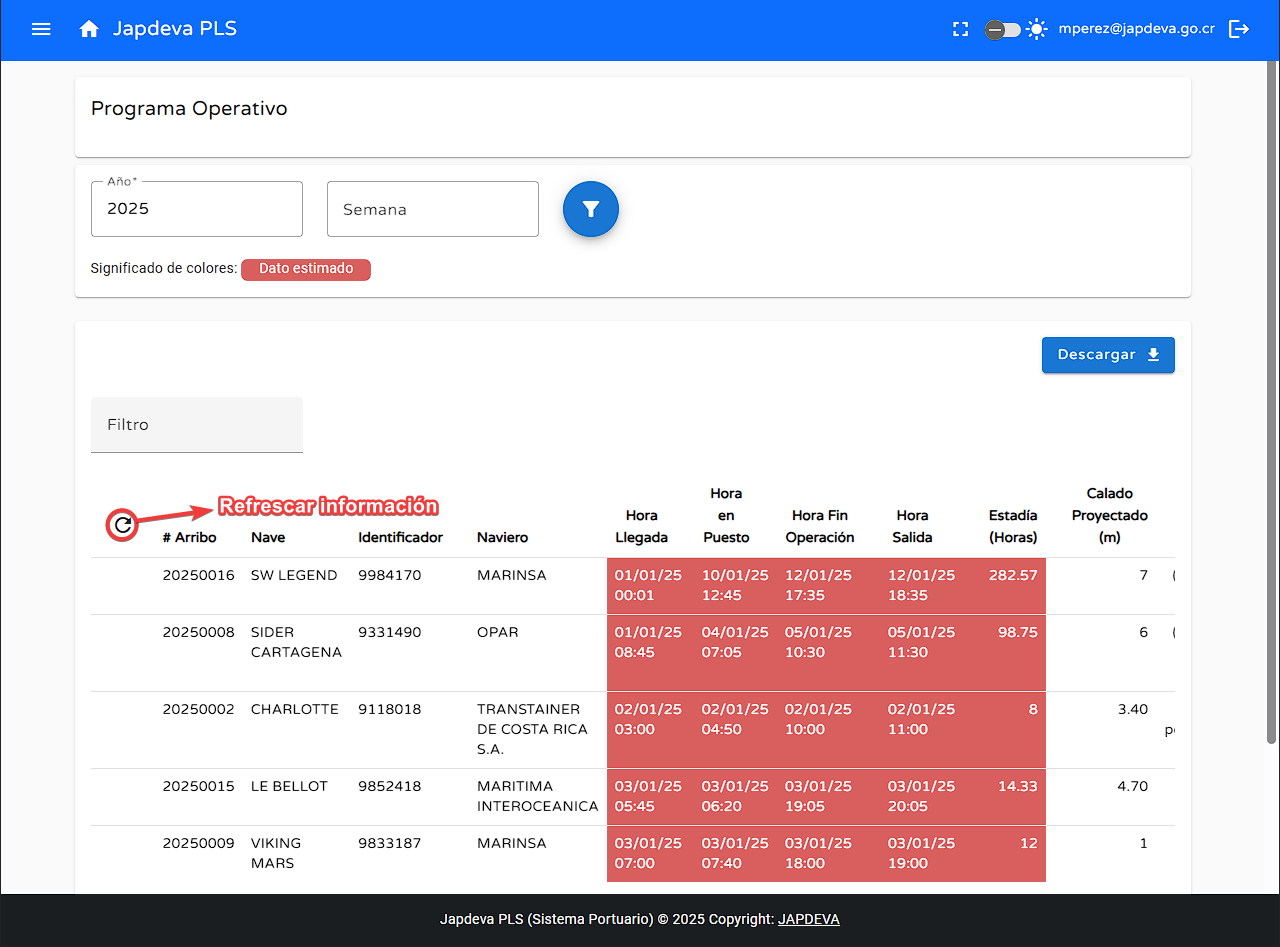 Japdeva PLS
mperez@japdeva.go.cr
Programa Operativo
Año*
2025
Semana
Significado de colores: Dato estimado
Descargar
Filtro
Refrescar información
# Arribo Nave Identificador Naviero Hora Llegada Hora en Puesto Hora Fin Operación Hora Salida Estadía (Horas) Calado Proyectado (m)
20250016 SW LEGEND 9984170 MARINSA 01/01/25 00:01 10/01/25 12:45 12/01/25 17:35 12/01/25 18:35 282.57 7 (
20250008 SIDER CARTAGENA 9331490 OPAR 01/01/25 08:45 04/01/25 07:05 05/01/25 10:30 05/01/25 11:30 98.75 6 (
20250002 CHARLOTTE 9118018 TRANSTAINER DE COSTA RICA S.A. 02/01/25 03:00 02/01/25 04:50 02/01/25 10:00 02/01/25 11:00 8 3.40
20250015 LE BELLOT 9852418 MARITIMA INTEROCEANICA 03/01/25 05:45 03/01/25 06:20 03/01/25 19:05 03/01/25 20:05 14.33 4.70
20250009 VIKING MARS 9833187 MARINSA 03/01/25 07:00 03/01/25 07:40 03/01/25 18:00 03/01/25 19:00 12 1
Japdeva PLS (Sistema Portuario) © 2025 Copyright: JAPDEVA